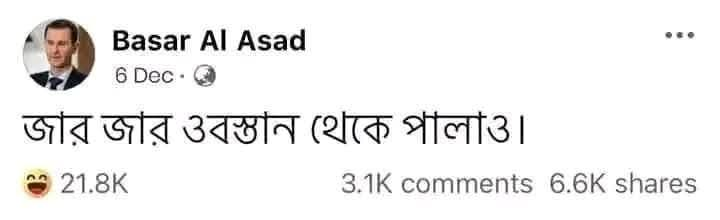 Basar Al Asad
6 Dec ·
জার জার ওবস্তান থেকে পালাও।
21.8K 3.1K comments 6.6K shares